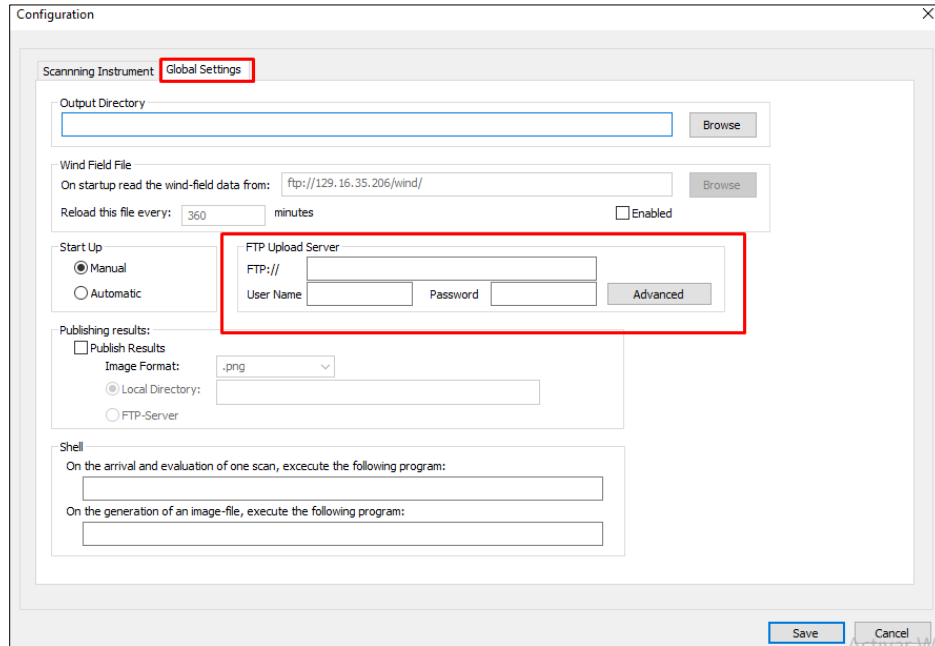 Configuration
Scannning Instrument Global Settings
Output Directory
Browse
Wind Field File
On startup read the wind-field data from: ftp://129.16.35.206/wind/ Browse
Reload this file every: 360 minutes Enabled
Start Up
Manual
Automatic
FTP Upload Server
FTP://
User Name Password Advanced
Publishing results:
Publish Results
Image Format: .png
Local Directory:
FTP-Server
Shell
On the arrival and evaluation of one scan, excecute the following program:
On the generation of an image-file, execute the following program:
Save Cancel